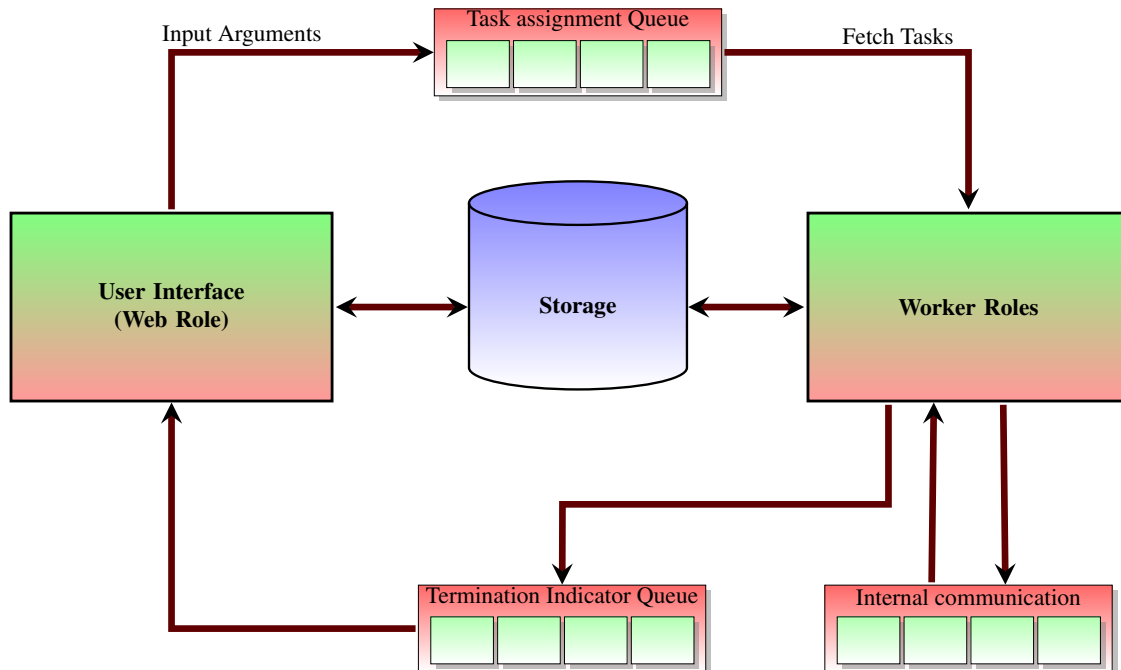 Task assignment Queue
Input Arguments
Fetch Tasks
User Interface
(Web Role)
Storage
Worker Roles
Termination Indicator Queue
Internal communication